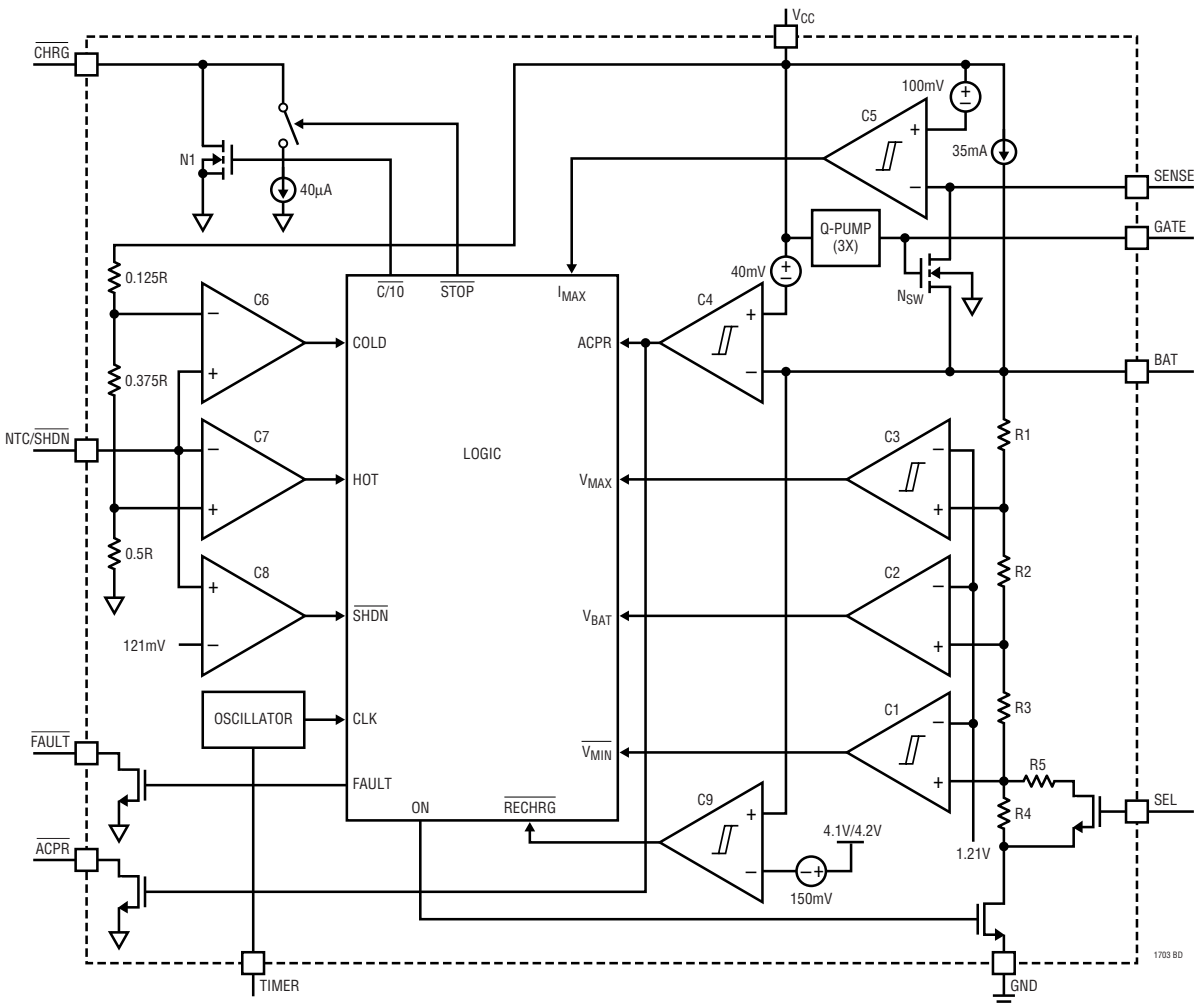 VCC
CHRG
100mV
C5
+
−
35mA
SENSE
N1
40µA
Q-PUMP
(3X)
GATE
40mV
NSW
0.125R
C/10
STOP
IMAX
C6
−
+
COLD
ACPR
C4
+
−
BAT
0.375R
NTC/SHDN
C7
−
+
HOT
LOGIC
VMAX
C3
−
+
R1
0.5R
C8
+
−
121mV
SHDN
VBAT
C2
−
+
R2
OSCILLATOR
CLK
VMIN
C1
−
+
R3
R5
R4
SEL
1.21V
FAULT
FAULT
ON
RECHRG
C9
+
−
4.1V/4.2V
− +
150mV
ACPR
TIMER
GND
1703 BD